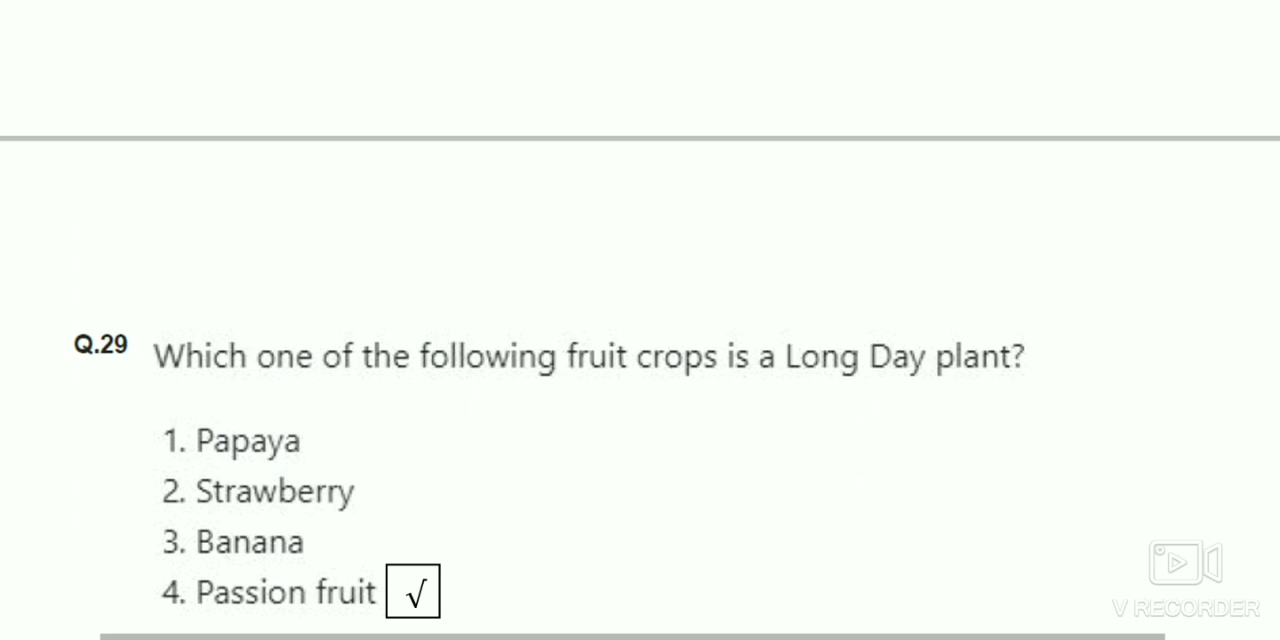 Q.29 Which one of the following fruit crops is a Long Day plant?
1. Papaya
2. Strawberry
3. Banana
4. Passion fruit √
V RECORDER